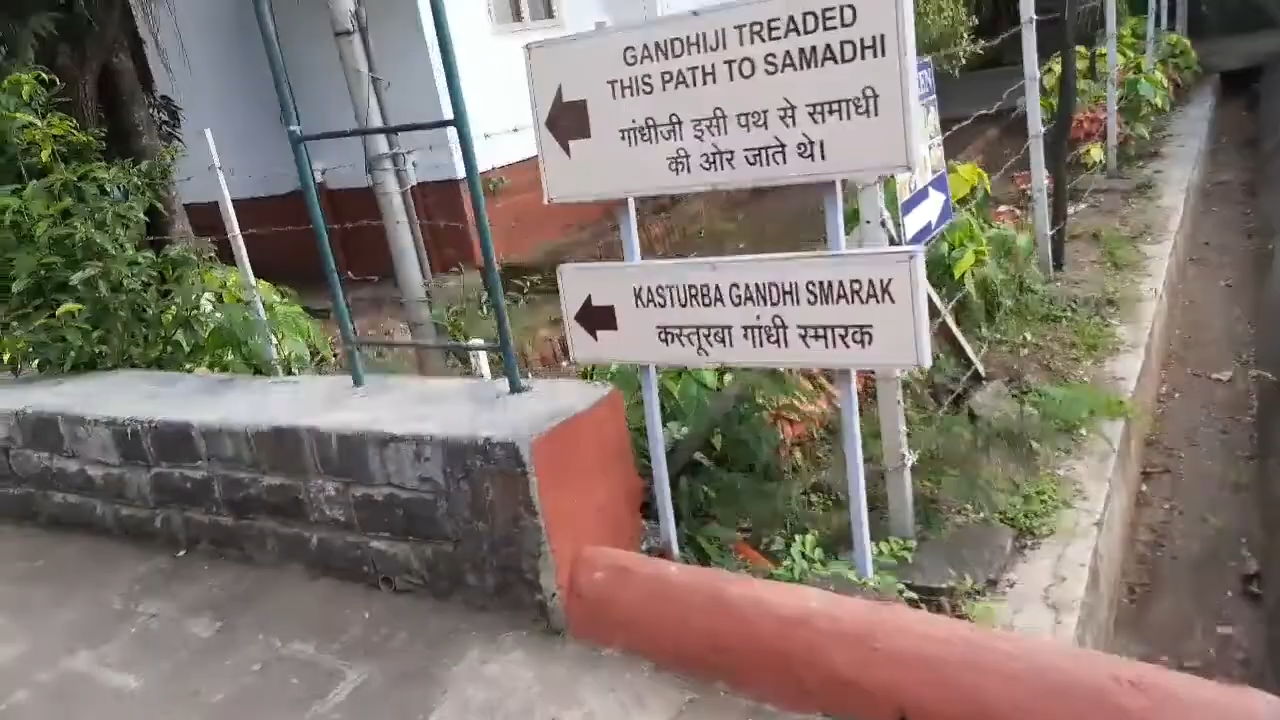 GANDHIJI TREADED
THIS PATH TO SAMADHI
गांधीजी इसी पथ से समाधी
की ओर जाते थे।
KASTURBA GANDHI SMARAK
कस्तूरबा गांधी स्मारक